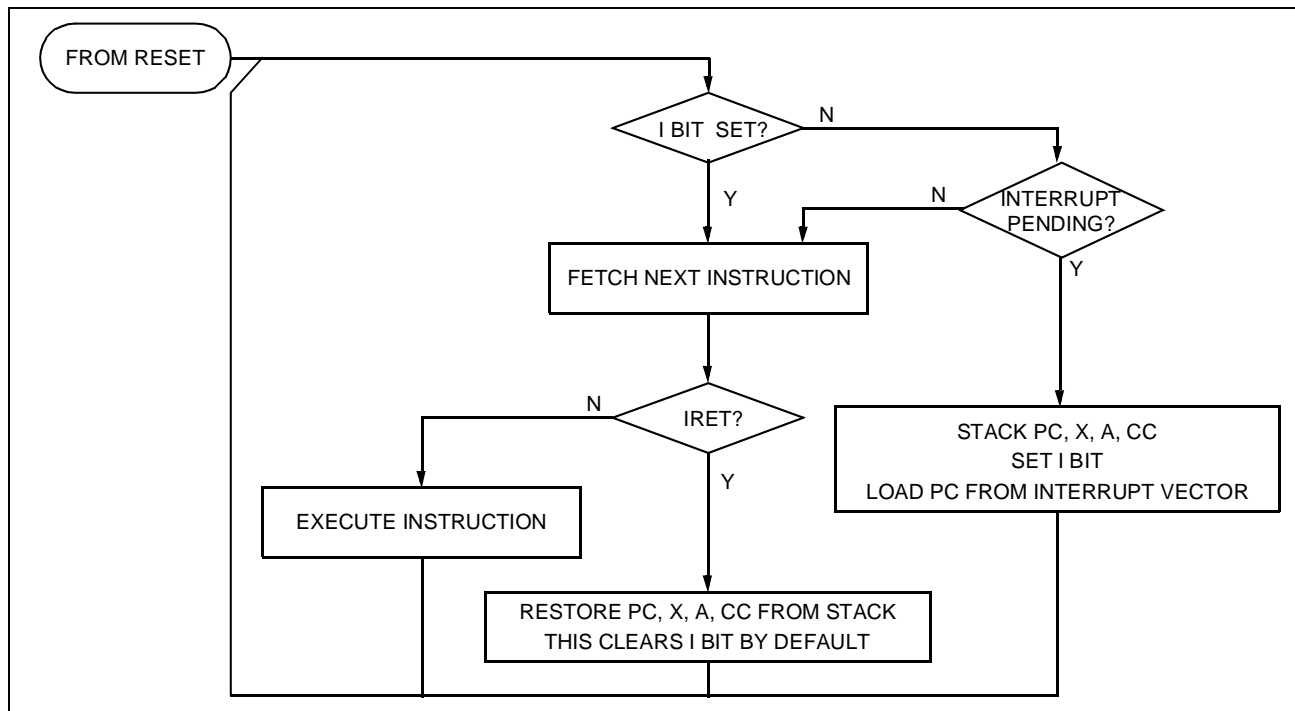 FROM RESET
I BIT SET?
N
Y
N
INTERRUPT
PENDING?
Y
FETCH NEXT INSTRUCTION
N
IRET?
Y
STACK PC, X, A, CC
SET I BIT
LOAD PC FROM INTERRUPT VECTOR
EXECUTE INSTRUCTION
RESTORE PC, X, A, CC FROM STACK
THIS CLEARS I BIT BY DEFAULT